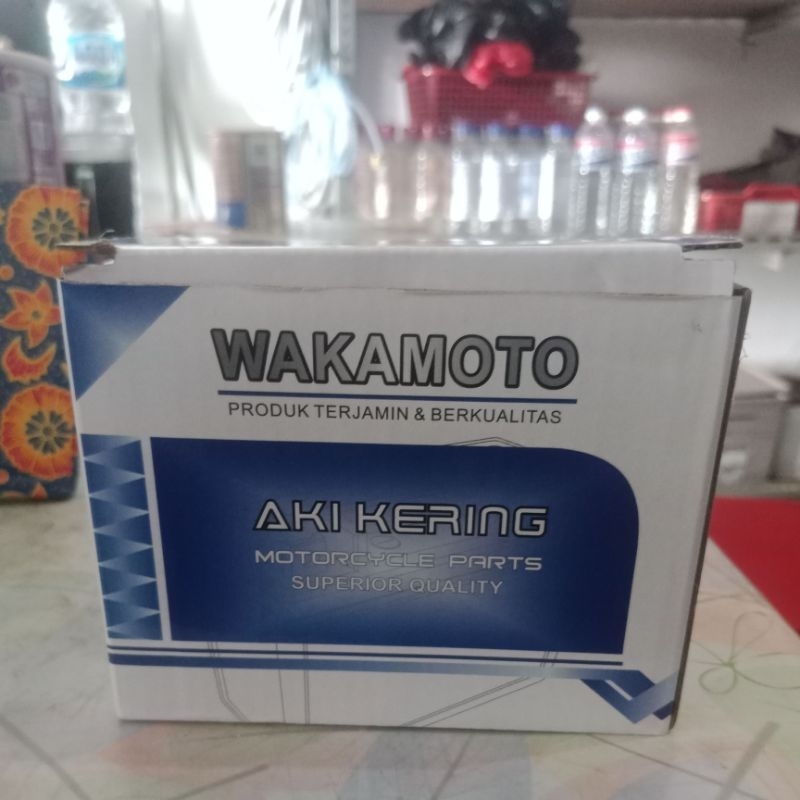 WAKAMOTO
PRODUK TERJAMIN & BERKUALITAS
AKI KERING
MOTORCYCLE PARTS
SUPERIOR QUALITY